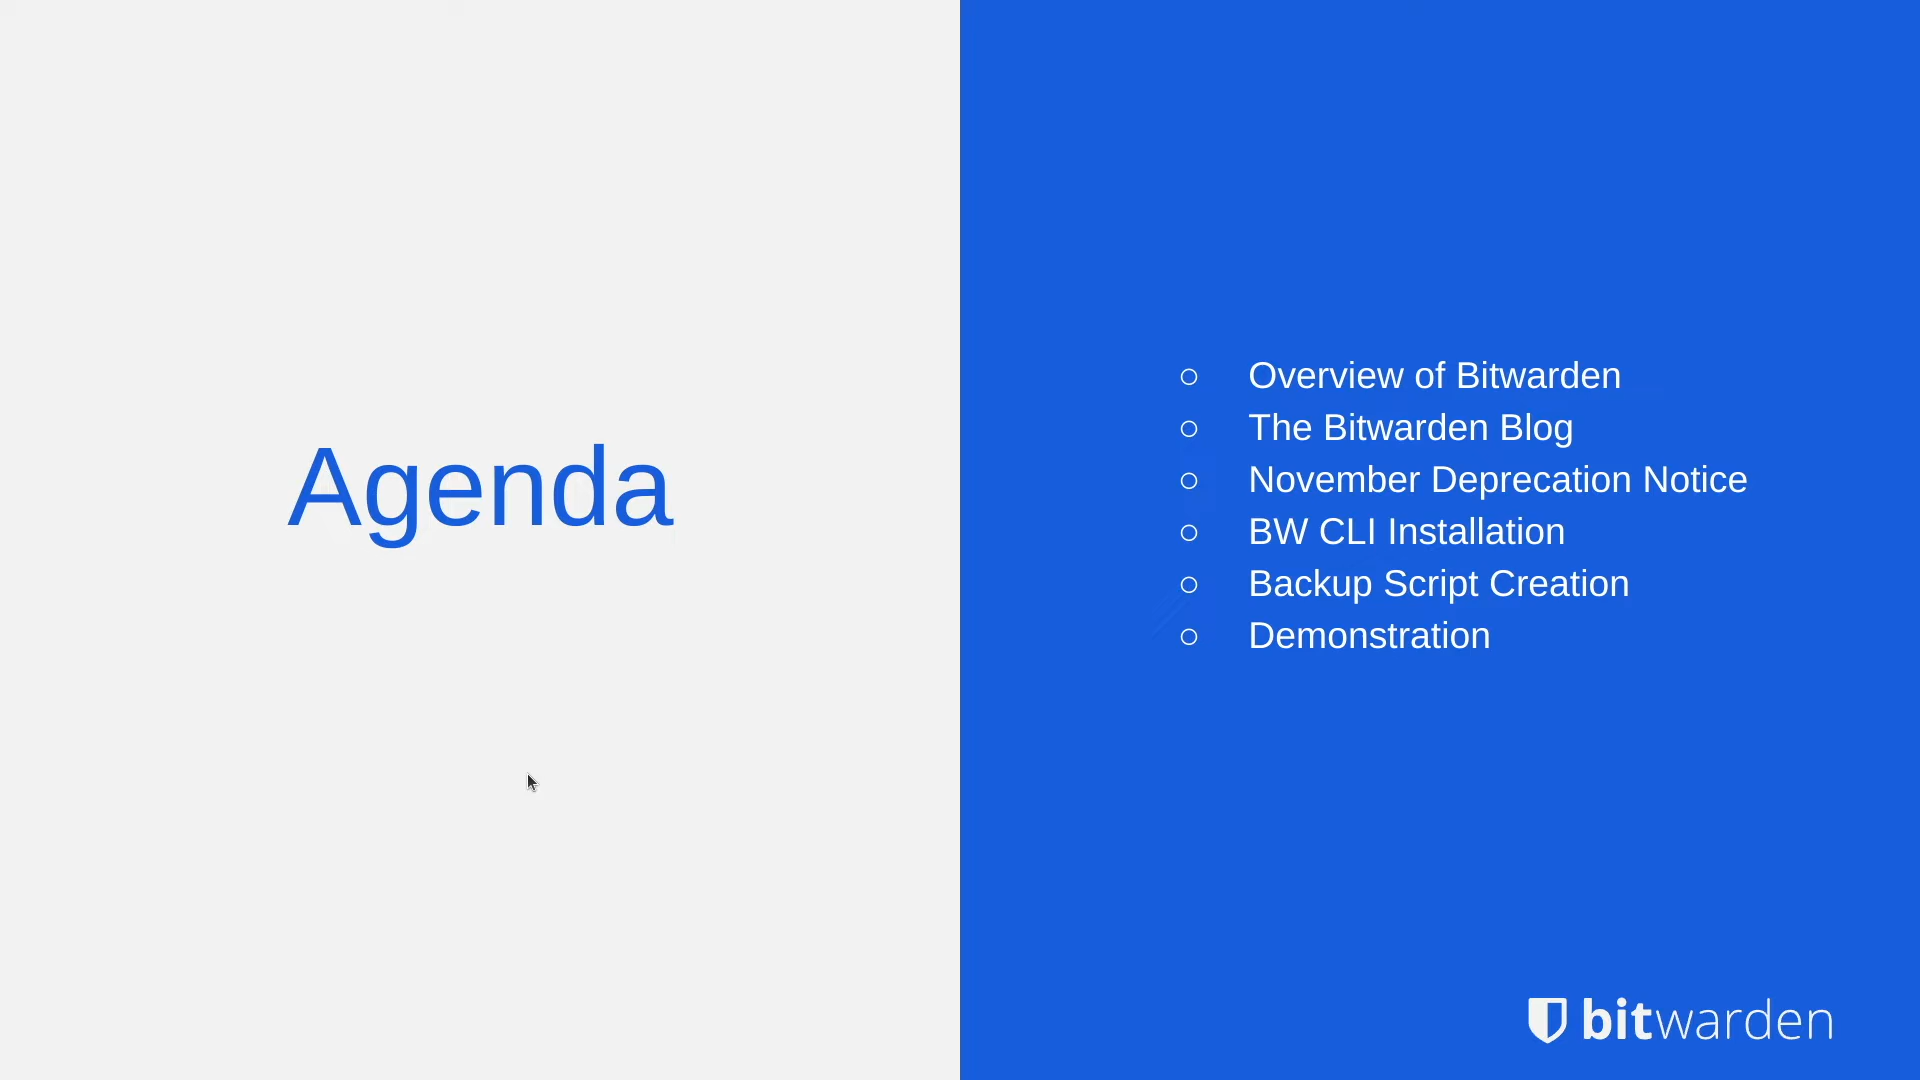 Agenda
Overview of Bitwarden
The Bitwarden Blog
November Deprecation Notice
BW CLI Installation
Backup Script Creation
Demonstration
bitwarden